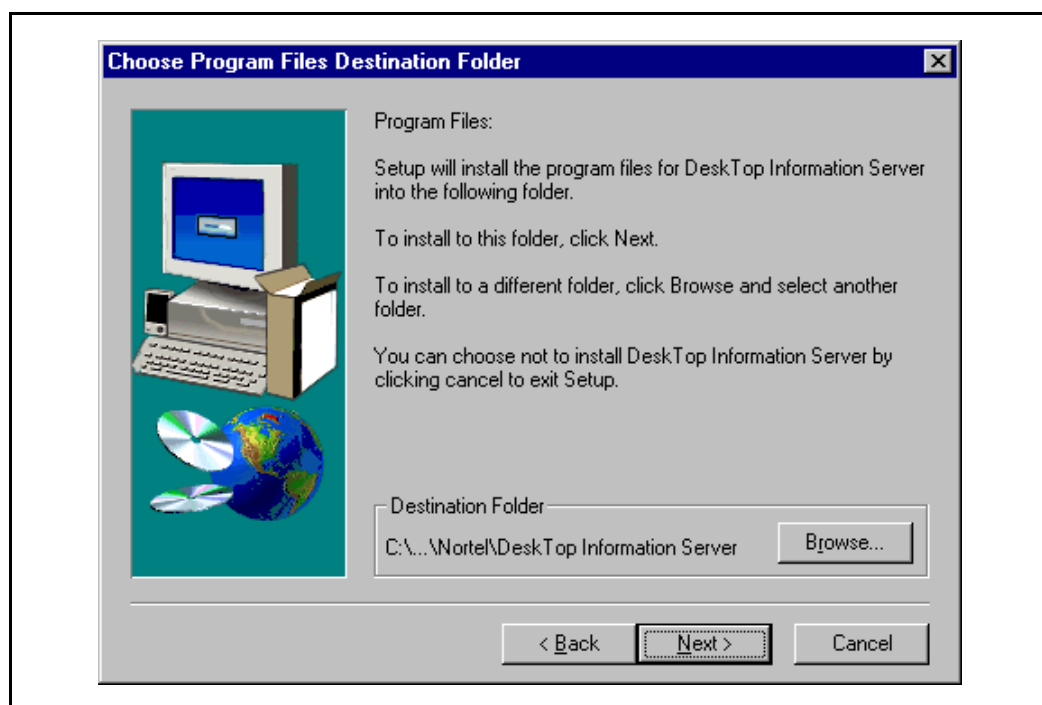 Choose Program Files Destination Folder
Program Files:
Setup will install the program files for DeskTop Information Server
into the following folder.
To install to this folder, click Next.
To install to a different folder, click Browse and select another
folder.
You can choose not to install DeskTop Information Server by
clicking cancel to exit Setup.
Destination Folder
C:\...\Nortel\DeskTop Information Server
Browse...
< Back
Next >
Cancel